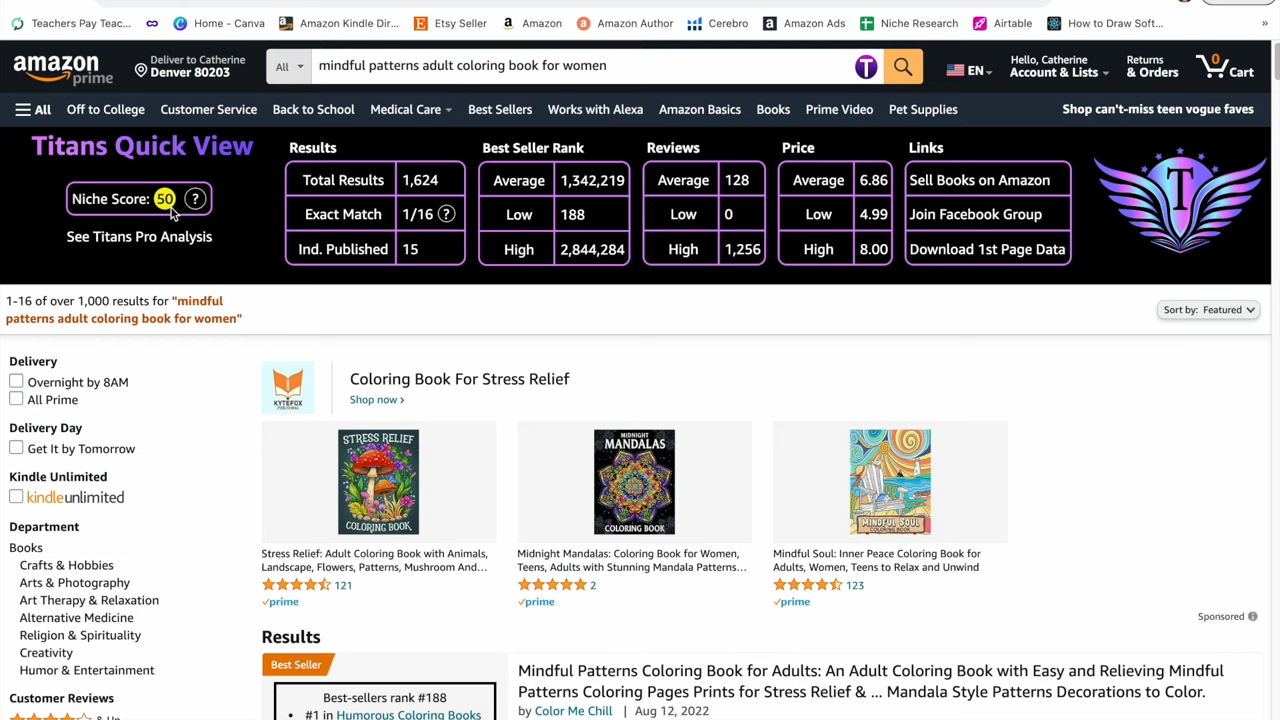 Teachers Pay Teac...
Home - Canva
Amazon Kindle Dir...
Etsy Seller
Amazon
Amazon Author
Cerebro
Amazon Ads
Niche Research
Airtable
How to Draw Soft...
»
amazon
prime
Deliver to Catherine
Denver 80203
All
mindful patterns adult coloring book for women
T
EN
Hello, Catherine
Account & Lists
Returns
& Orders
0
Cart
All
Off to College
Customer Service
Back to School
Medical Care
Best Sellers
Works with Alexa
Amazon Basics
Books
Prime Video
Pet Supplies
Shop can't-miss teen vogue faves
Titans Quick View
Niche Score: 50 ?
See Titans Pro Analysis
Results
Total Results 1,624
Exact Match 1/16 ?
Ind. Published 15
Best Seller Rank
Average 1,342,219
Low 188
High 2,844,284
Reviews
Average 128
Low 0
High 1,256
Price
Average 6.86
Low 4.99
High 8.00
Links
Sell Books on Amazon
Join Facebook Group
Download 1st Page Data
T
1-16 of over 1,000 results for "mindful
patterns adult coloring book for women"
Sort by: Featured
Delivery
Overnight by 8AM
All Prime
Delivery Day
Get It by Tomorrow
Kindle Unlimited
kindleunlimited
Department
Books
Crafts & Hobbies
Arts & Photography
Art Therapy & Relaxation
Alternative Medicine
Religion & Spirituality
Creativity
Humor & Entertainment
Customer Reviews
& Up
KYTEFOX
PUBLISHING
Coloring Book For Stress Relief
Shop now ›
STRESS RELIEF
COLORING BOOK
Stress Relief: Adult Coloring Book with Animals,
Landscape, Flowers, Patterns, Mushroom And...
121
prime
MIDNIGHT
MANDALAS
COLORING BOOK
Midnight Mandalas: Coloring Book for Women,
Teens, Adults with Stunning Mandala Patterns...
2
prime
MINDFUL SOUL
COLORING BOOK
Mindful Soul: Inner Peace Coloring Book for
Adults, Women, Teens to Relax and Unwind
123
prime
Sponsored
Results
Best Seller
Best-sellers rank #188
• #1 in Humorous Coloring Books
Mindful Patterns Coloring Book for Adults: An Adult Coloring Book with Easy and Relieving Mindful
Patterns Coloring Pages Prints for Stress Relief & ... Mandala Style Patterns Decorations to Color.
by Color Me Chill | Aug 12, 2022